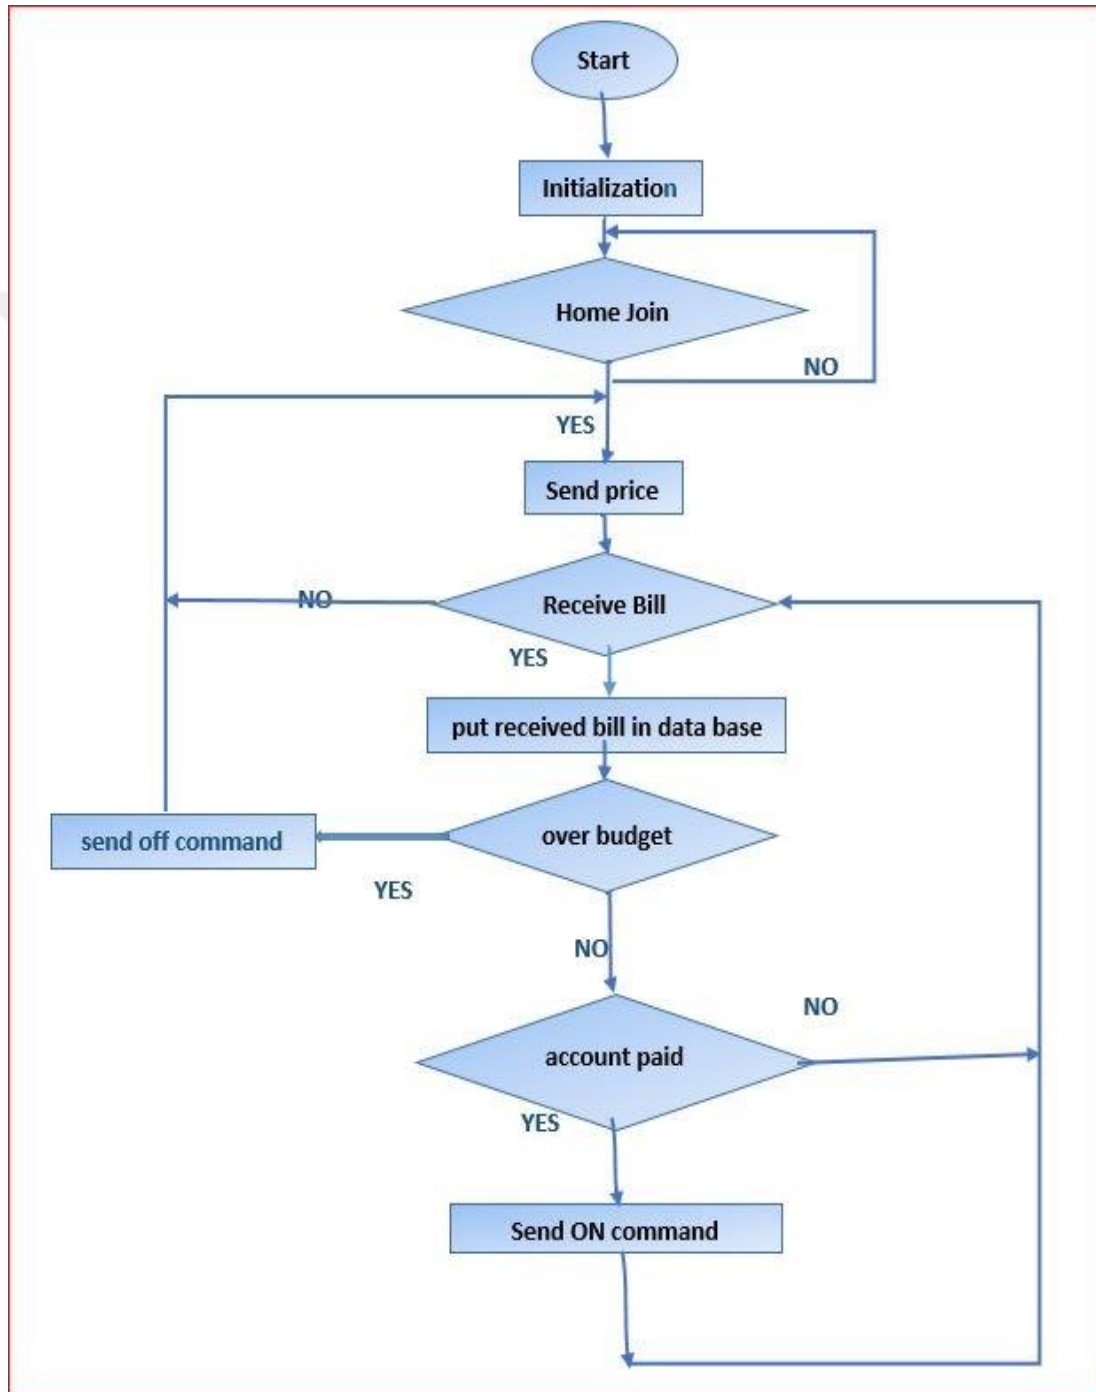 Start
Initialization
Home Join
NO
YES
Send price
NO
Receive Bill
YES
put received bill in data base
send off command
over budget
YES
NO
NO
account paid
YES
Send ON command